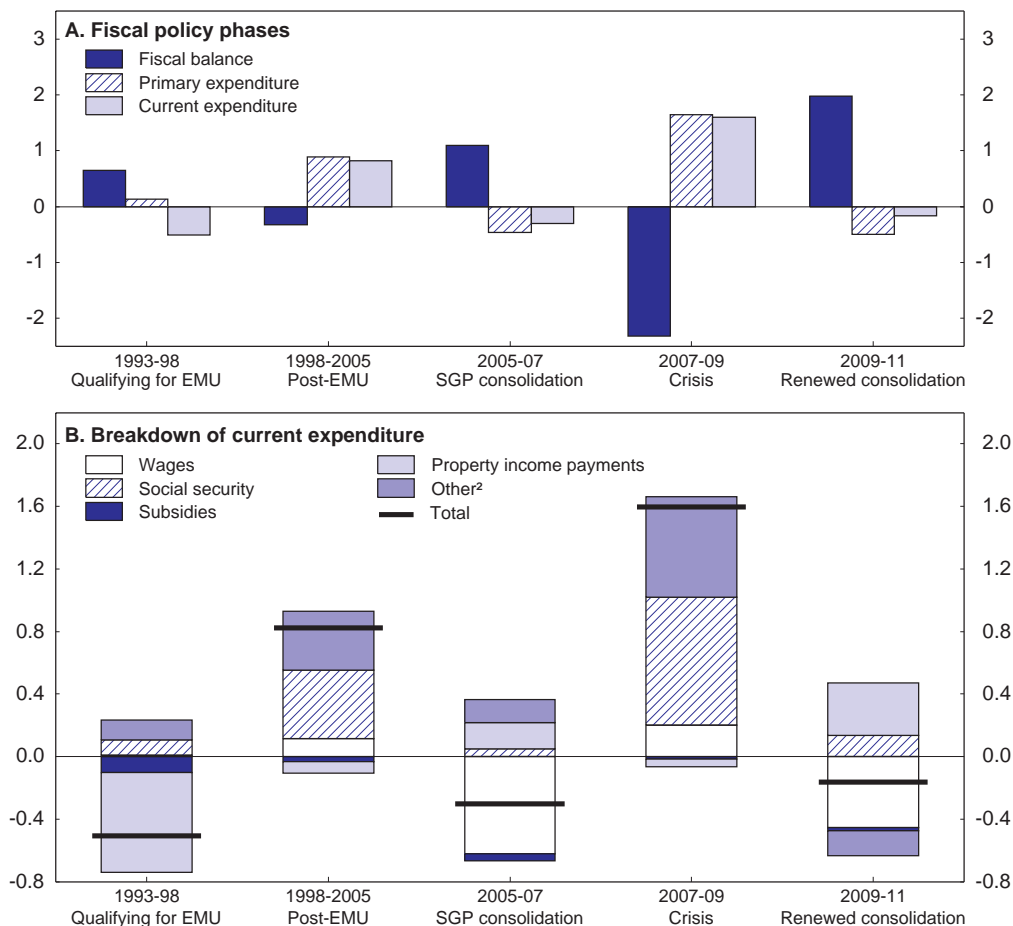 A. Fiscal policy phases
Fiscal balance
Primary expenditure
Current expenditure
3 3
2 2
1 1
0 0
-1 -1
-2 -2
1993-98 1998-2005 2005-07 2007-09 2009-11
Qualifying for EMU Post-EMU SGP consolidation Crisis Renewed consolidation
B. Breakdown of current expenditure
Wages Property income payments
Social security Other²
Subsidies Total
2.0 2.0
1.6 1.6
1.2 1.2
0.8 0.8
0.4 0.4
0.0 0.0
-0.4 -0.4
-0.8 -0.8
1993-98 1998-2005 2005-07 2007-09 2009-11
Qualifying for EMU Post-EMU SGP consolidation Crisis Renewed consolidation